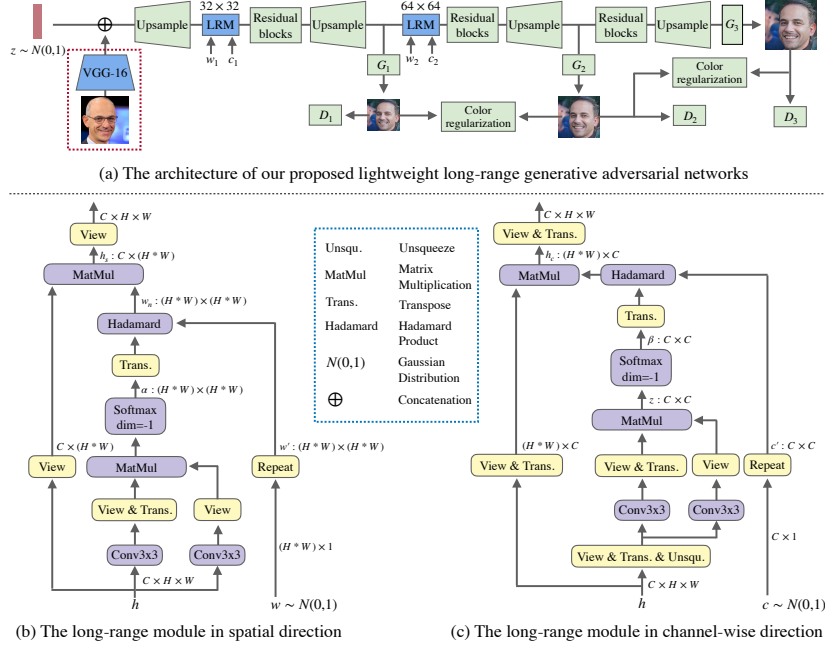 z ~ N(0,1)
VGG-16
Upsample
32 × 32
LRM
w₁
c₁
Residual
blocks
Upsample
G₁
D₁
Color
regularization
64 × 64
LRM
w₂
c₂
Residual
blocks
Upsample
G₂
D₂
Residual
blocks
Upsample
G₃
Color
regularization
D₃
(a) The architecture of our proposed lightweight long-range generative adversarial networks
C × H × W
View
h_s : C × (H * W)
MatMul
w_n : (H * W) × (H * W)
Hadamard
Trans.
α : (H * W) × (H * W)
Softmax
dim=-1
C × (H * W)
w' : (H * W) × (H * W)
View
MatMul
Repeat
View & Trans.
View
Conv3x3
Conv3x3
(H * W) × 1
C × H × W
h
w ~ N(0,1)
(b) The long-range module in spatial direction
Unsqu. Unsqueeze
MatMul Matrix
Multiplication
Trans. Transpose
Hadamard Hadamard
Product
N(0,1) Gaussian
Distribution
⊕ Concatenation
C × H × W
View & Trans.
h_c : (H * W) × C
MatMul
Hadamard
Trans.
β : C × C
Softmax
dim=-1
z : C × C
MatMul
(H * W) × C
c' : C × C
View & Trans.
View & Trans.
View
Repeat
Conv3x3
Conv3x3
C × 1
View & Trans. & Unsqu.
C × H × W
h
c ~ N(0,1)
(c) The long-range module in channel-wise direction